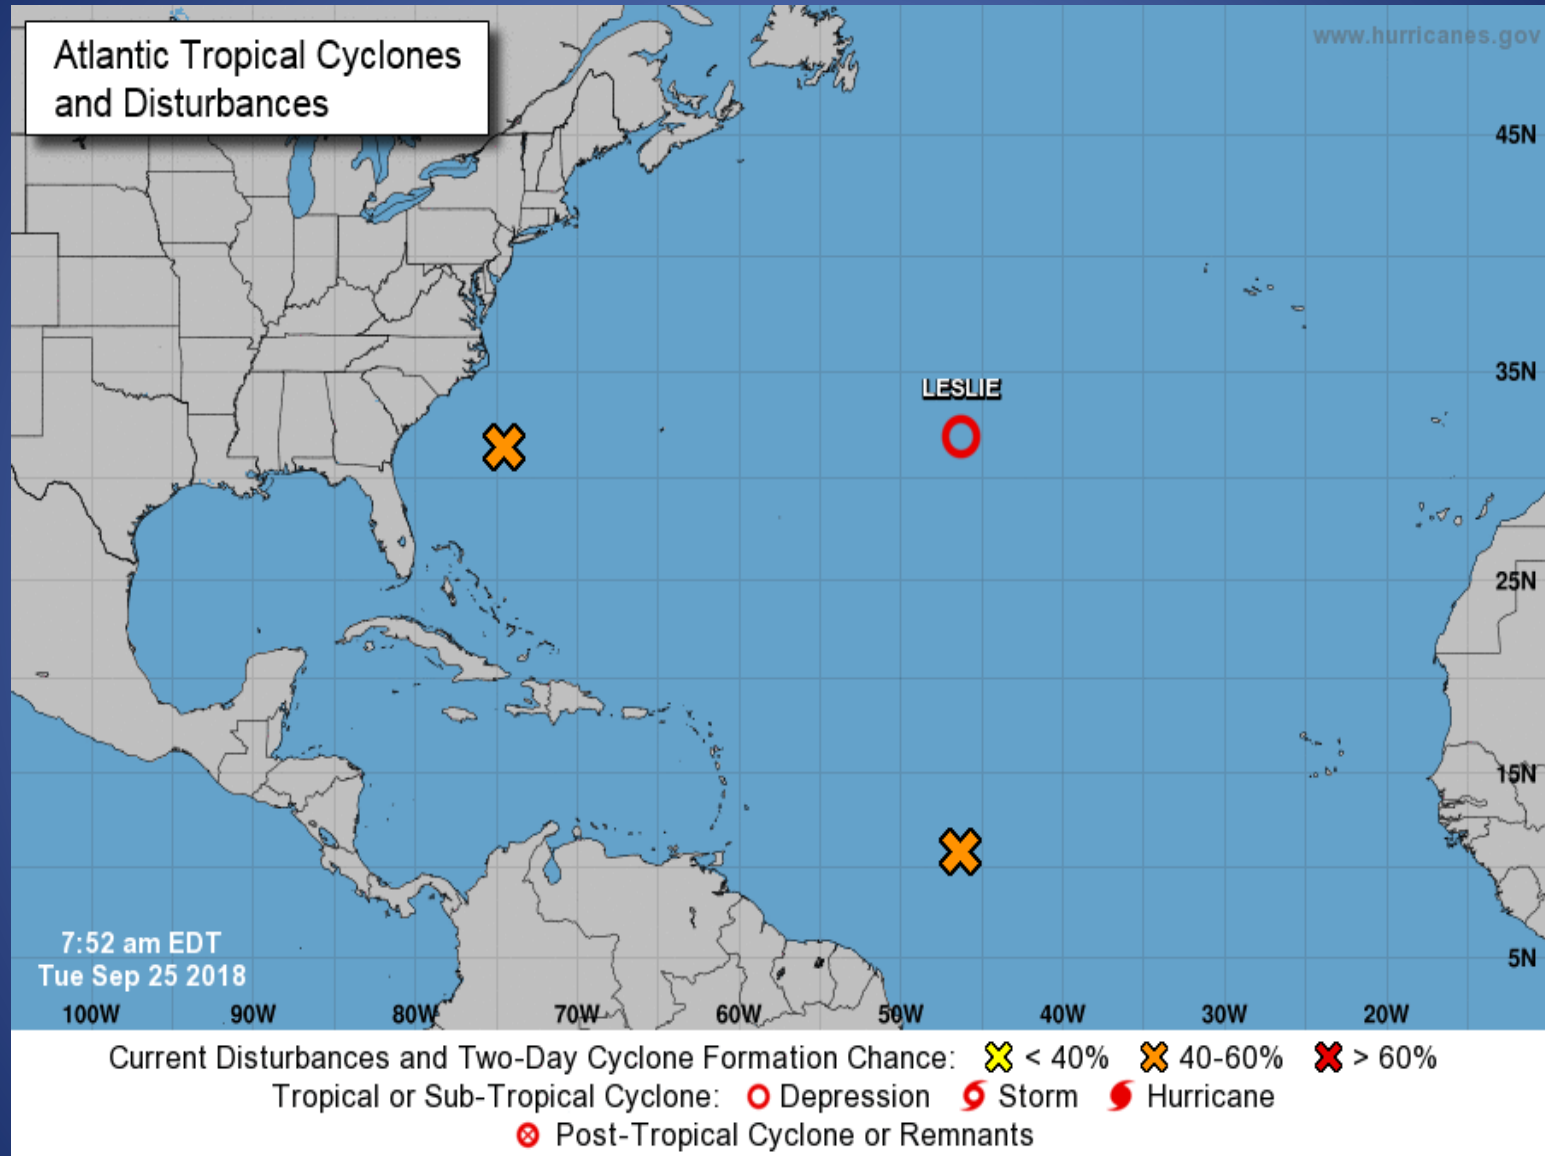 Atlantic Tropical Cyclones
and Disturbances
www.hurricanes.gov
45N
35N
LESLIE
25N
15N
5N
7:52 am EDT
Tue Sep 25 2018
100W 90W 80W 70W 60W 50W 40W 30W 20W
Current Disturbances and Two-Day Cyclone Formation Chance: < 40% 40-60% > 60%
Tropical or Sub-Tropical Cyclone: Depression Storm Hurricane
Post-Tropical Cyclone or Remnants